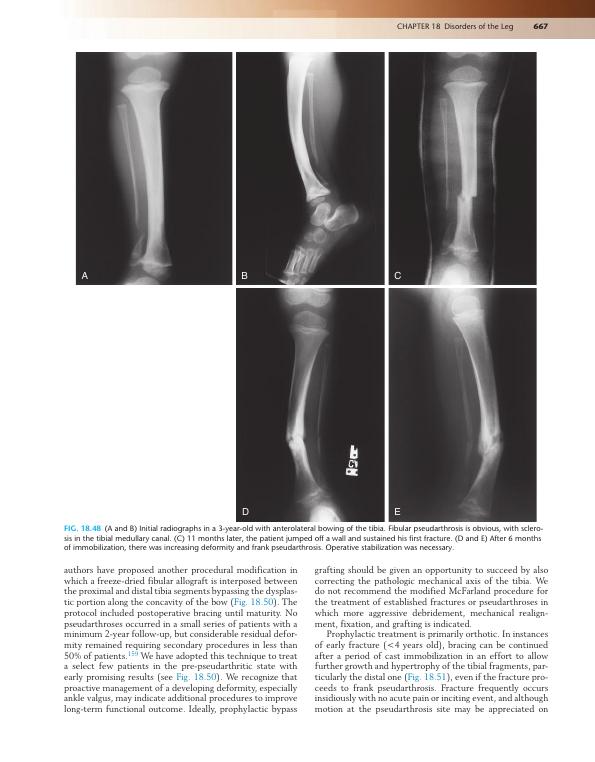 CHAPTER 18 Disorders of the Leg 667
A
B
C
D
E
FIG. 18.48 (A and B) Initial radiographs in a 3-year-old with anterolateral bowing of the tibia. Fibular pseudarthrosis is obvious, with sclero-
sis in the tibial medullary canal. (C) 11 months later, the patient jumped off a wall and sustained his first fracture. (D and E) After 6 months
of immobilization, there was increasing deformity and frank pseudarthrosis. Operative stabilization was necessary.
authors have proposed another procedural modification in
which a freeze-dried fibular allograft is interposed between
the proximal and distal tibia segments bypassing the dysplas-
tic portion along the concavity of the bow (Fig. 18.50). The
protocol included postoperative bracing until maturity. No
pseudarthroses occurred in a small series of patients with a
minimum 2-year follow-up, but considerable residual defor-
mity remained requiring secondary procedures in less than
50% of patients.159 We have adopted this technique to treat
a select few patients in the pre-pseudarthritic state with
early promising results (see Fig. 18.50). We recognize that
proactive management of a developing deformity, especially
ankle valgus, may indicate additional procedures to improve
long-term functional outcome. Ideally, prophylactic bypass
grafting should be given an opportunity to succeed by also
correcting the pathologic mechanical axis of the tibia. We
do not recommend the modified McFarland procedure for
the treatment of established fractures or pseudarthroses in
which more aggressive debridement, mechanical realign-
ment, fixation, and grafting is indicated.
Prophylactic treatment is primarily orthotic. In instances
of early fracture (<4 years old), bracing can be continued
after a period of cast immobilization in an effort to allow
further growth and hypertrophy of the tibial fragments, par-
ticularly the distal one (Fig. 18.51), even if the fracture pro-
ceeds to frank pseudarthrosis. Fracture frequently occurs
insidiously with no acute pain or inciting event, and although
motion at the pseudarthrosis site may be appreciated on